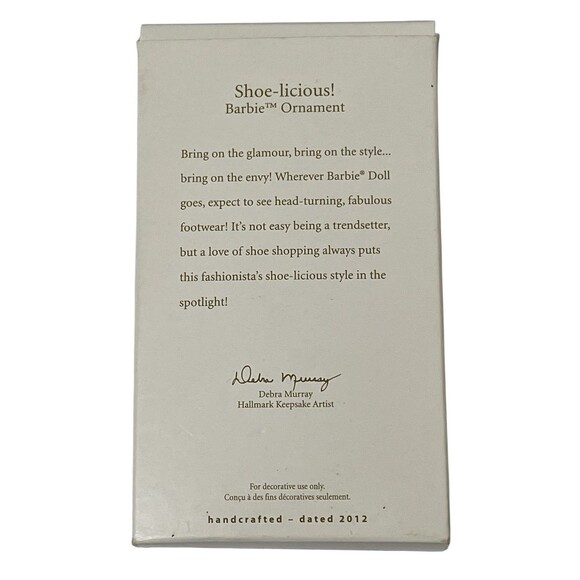 Shoe-licious!
Barbie™ Ornament
Bring on the glamour, bring on the style...
bring on the envy! Wherever Barbie® Doll
goes, expect to see head-turning, fabulous
footwear! It's not easy being a trendsetter,
but a love of shoe shopping always puts
this fashionista's shoe-licious style in the
spotlight!
Debra Murray
Debra Murray
Hallmark Keepsake Artist
For decorative use only.
Conçu à des fins décoratives seulement.
handcrafted – dated 2012